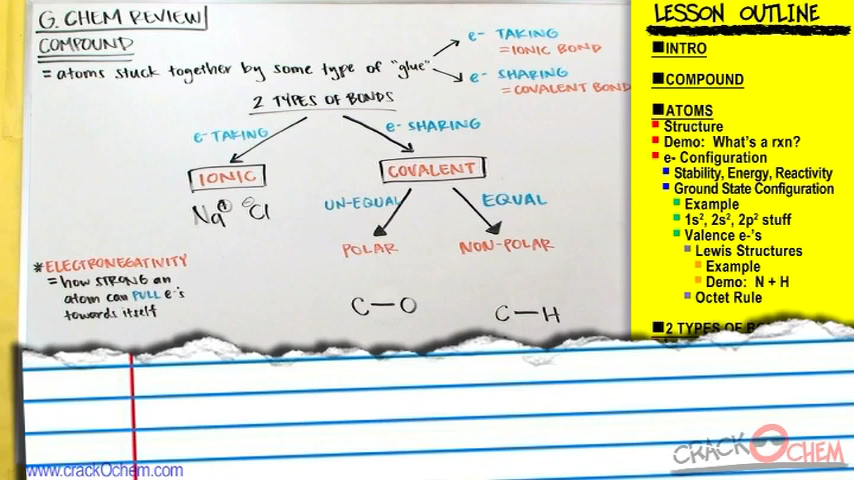 G. CHEM REVIEW
COMPOUND
= atoms stuck together by some type of "glue"
e- TAKING
= IONIC BOND
e- SHARING
= COVALENT BOND
2 TYPES OF BONDS
e- TAKING
e- SHARING
IONIC
COVALENT
Na⊕ ⊖Cl
UN-EQUAL
EQUAL
POLAR
NON-POLAR
C—O
C—H
*ELECTRONEGATIVITY
= how STRONG an
atom can PULL e-'s
towards itself
LESSON OUTLINE
INTRO
COMPOUND
ATOMS
Structure
Demo: What's a rxn?
e- Configuration
Stability, Energy, Reactivity
Ground State Configuration
Example
1s², 2s², 2p² stuff
Valence e-'s
Lewis Structures
Example
Demo: N + H
Octet Rule
2 TYPES OF
www.crackOchem.com
CRACK O CHEM